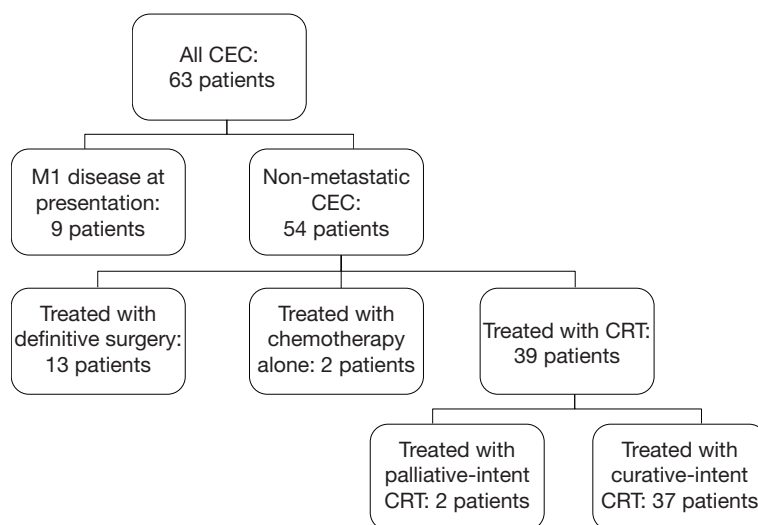 All CEC:
63 patients
M1 disease at
presentation:
9 patients
Non-metastatic
CEC:
54 patients
Treated with
definitive surgery:
13 patients
Treated with
chemotherapy
alone: 2 patients
Treated with CRT:
39 patients
Treated with
palliative-intent
CRT: 2 patients
Treated with
curative-intent
CRT: 37 patients